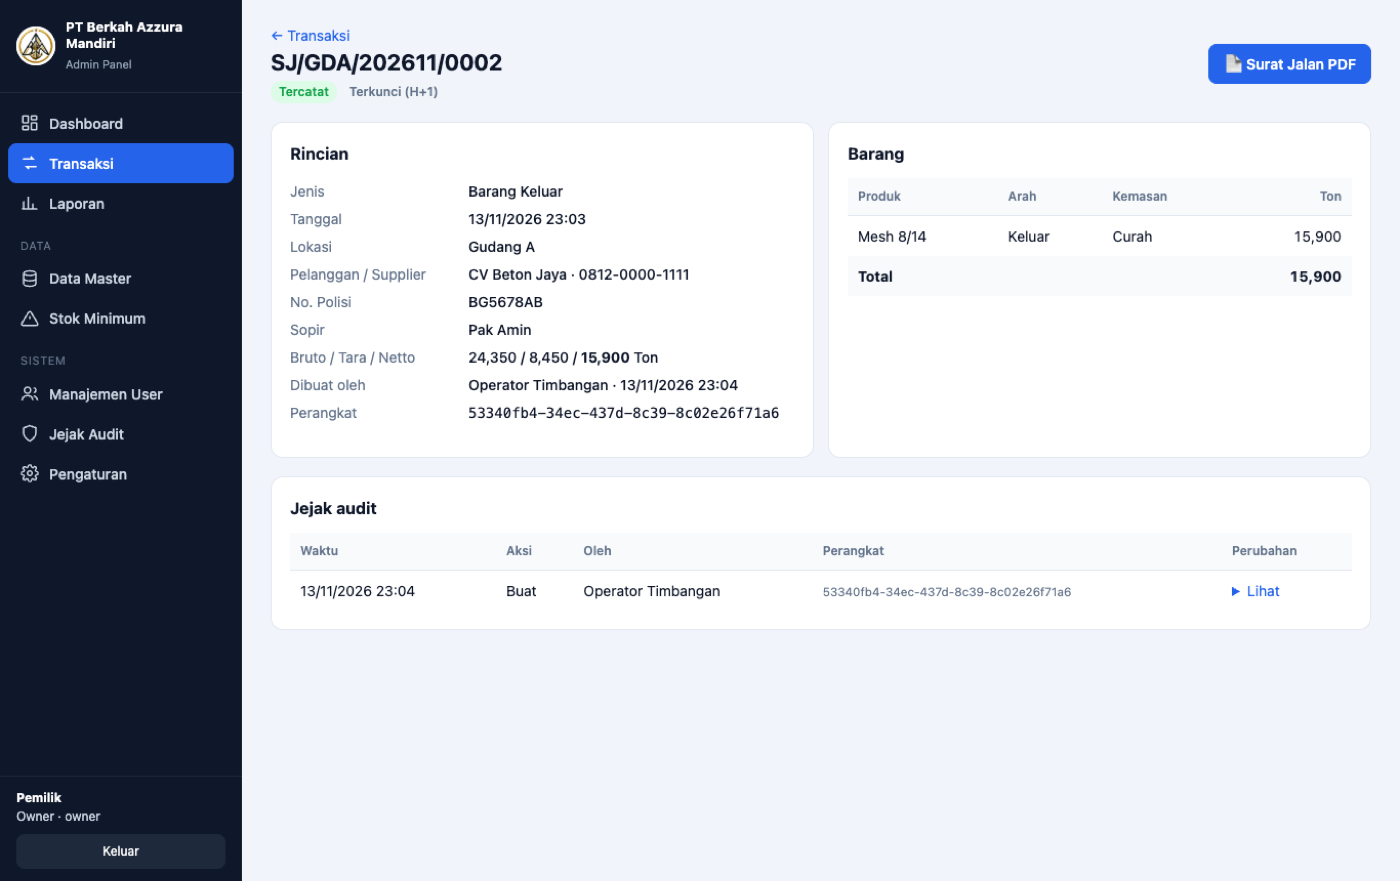 PT Berkah Azzura
Mandiri
Admin Panel
Dashboard
Transaksi
Laporan
DATA
Data Master
Stok Minimum
SISTEM
Manajemen User
Jejak Audit
Pengaturan
Pemilik
Owner · owner
Keluar
← Transaksi
SJ/GDA/202611/0002
Tercatat Terkunci (H+1)
Surat Jalan PDF
Rincian
Jenis Barang Keluar
Tanggal 13/11/2026 23:03
Lokasi Gudang A
Pelanggan / Supplier CV Beton Jaya · 0812-0000-1111
No. Polisi BG5678AB
Sopir Pak Amin
Bruto / Tara / Netto 24,350 / 8,450 / 15,900 Ton
Dibuat oleh Operator Timbangan · 13/11/2026 23:04
Perangkat 53340fb4-34ec-437d-8c39-8c02e26f71a6
Barang
Produk Arah Kemasan Ton
Mesh 8/14 Keluar Curah 15,900
Total 15,900
Jejak audit
Waktu Aksi Oleh Perangkat Perubahan
13/11/2026 23:04 Buat Operator Timbangan 53340fb4-34ec-437d-8c39-8c02e26f71a6 ▶ Lihat